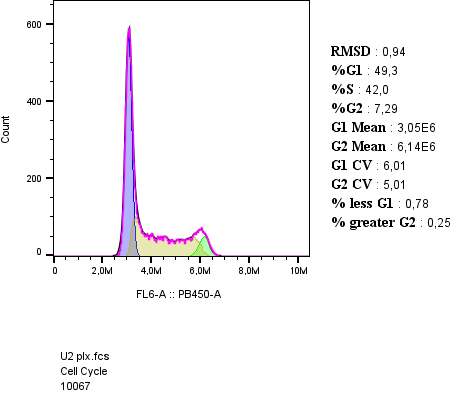 600
400
200
0
Count
0
2,0M
4,0M
6,0M
8,0M
10M
FL6-A :: PB450-A
RMSD : 0,94
%G1 : 49,3
%S : 42,0
%G2 : 7,29
G1 Mean : 3,05E6
G2 Mean : 6,14E6
G1 CV : 6,01
G2 CV : 5,01
% less G1 : 0,78
% greater G2 : 0,25
U2 plx.fcs
Cell Cycle
10067